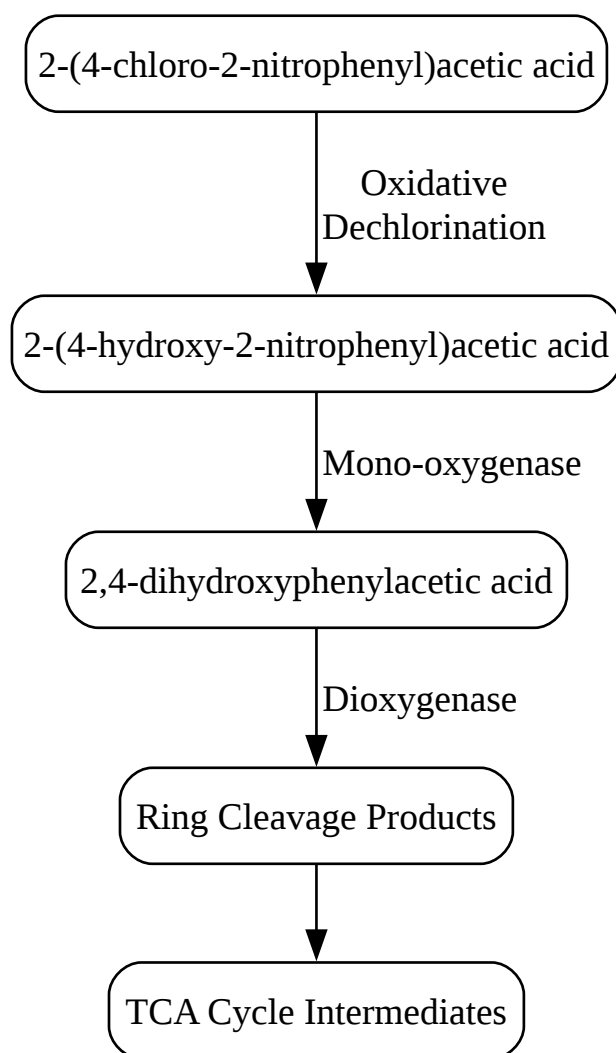 2-(4-chloro-2-nitrophenyl)acetic acid
Oxidative
Dechlorination
2-(4-hydroxy-2-nitrophenyl)acetic acid
Mono-oxygenase
2,4-dihydroxyphenylacetic acid
Dioxygenase
Ring Cleavage Products
TCA Cycle Intermediates